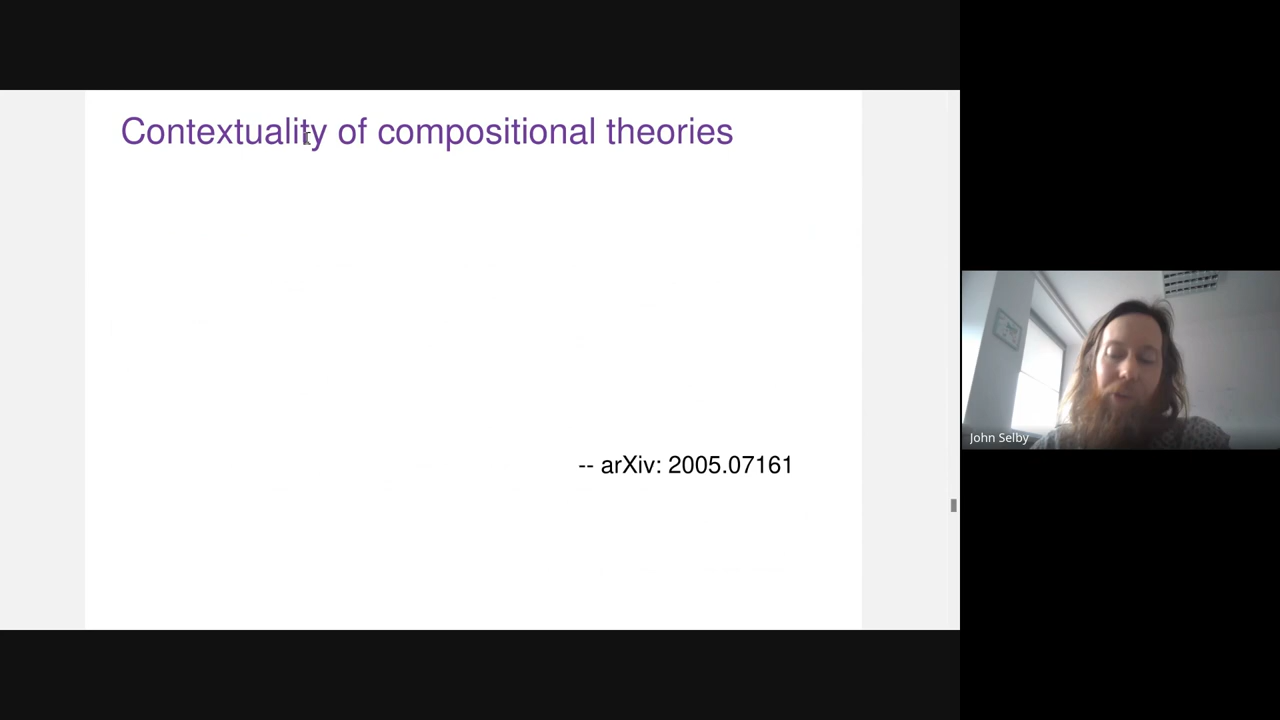 Contextuality of compositional theories
-- arXiv: 2005.07161
John Selby